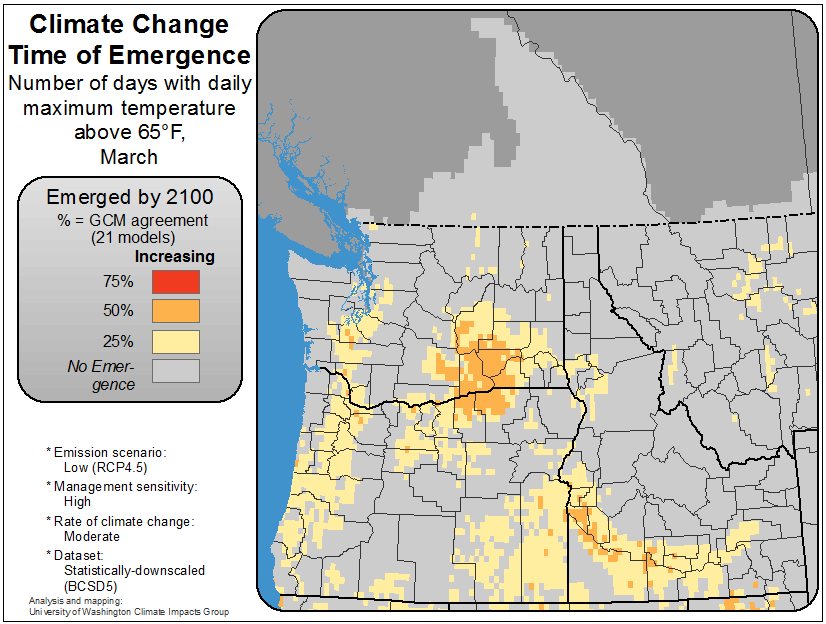 Climate Change
Time of Emergence
Number of days with daily
maximum temperature
above 65°F,
March
Emerged by 2100
% = GCM agreement
(21 models)
Increasing
75%
50%
25%
No Emer-
gence
* Emission scenario:
Low (RCP4.5)
* Management sensitivity:
High
* Rate of climate change:
Moderate
* Dataset:
Statistically-downscaled
(BCSD5)
Analysis and mapping:
University of Washington Climate Impacts Group